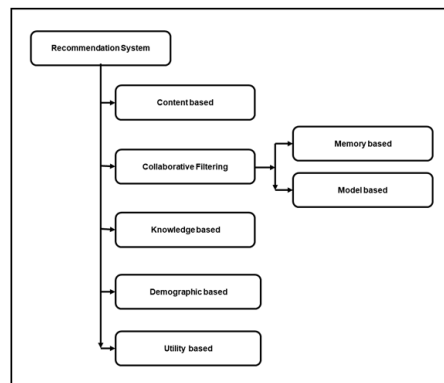 Recommendation System
Content based
Collaborative Filtering
Memory based
Model based
Knowledge based
Demographic based
Utility based